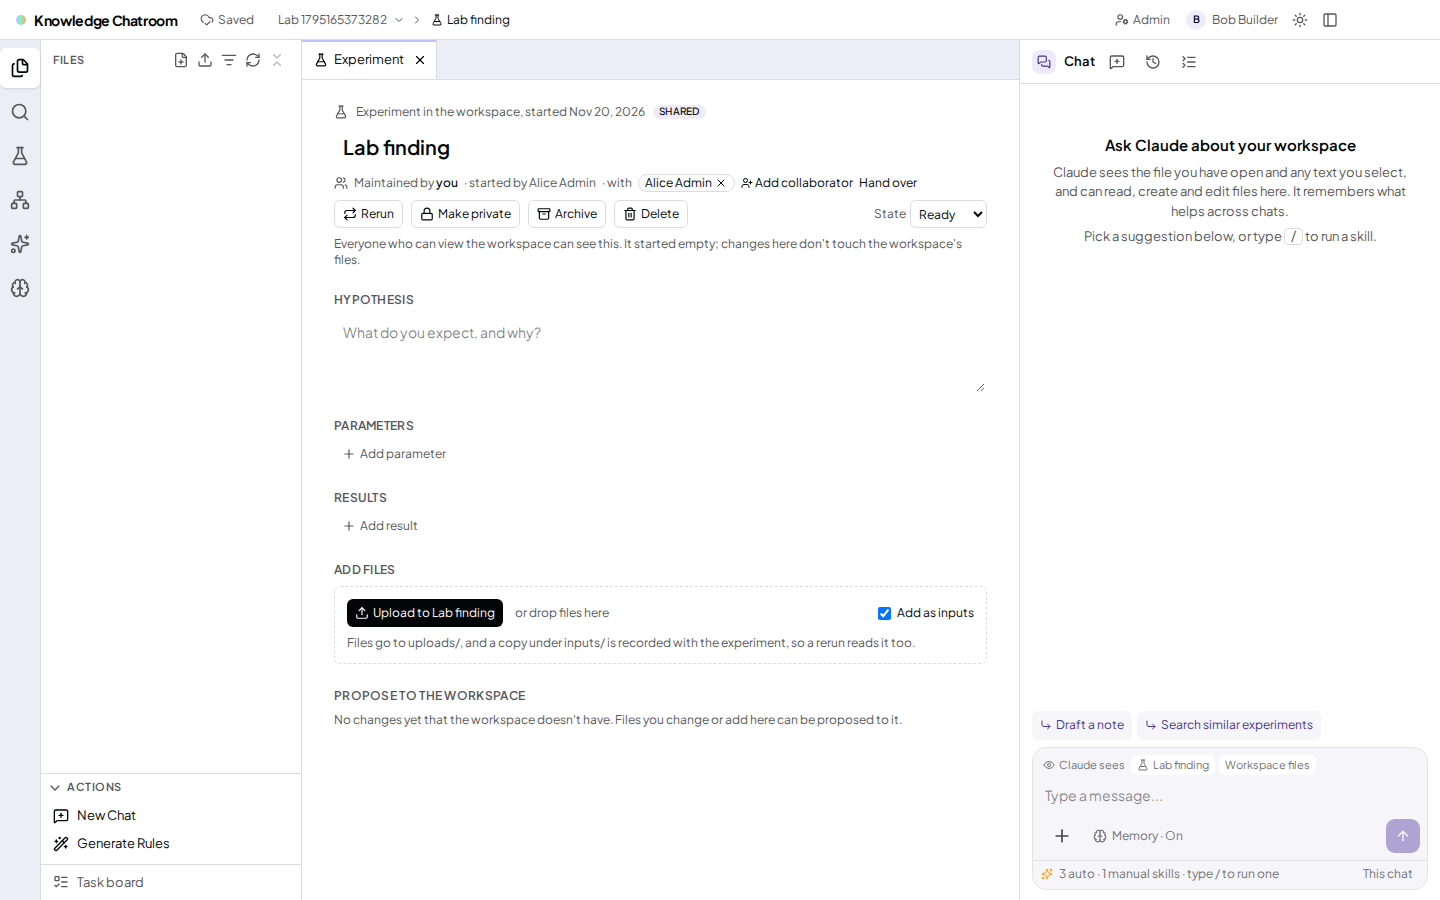 Knowledge Chatroom
Saved
Lab 1795165373282
Lab finding
Admin
B
Bob Builder
FILES
Experiment
Chat
Experiment in the workspace, started Nov 20, 2026
SHARED
Lab finding
Maintained by you · started by Alice Admin · with Alice Admin
Add collaborator
Hand over
Rerun
Make private
Archive
Delete
State
Ready
Everyone who can view the workspace can see this. It started empty; changes here don't touch the workspace's
files.
HYPOTHESIS
What do you expect, and why?
PARAMETERS
Add parameter
RESULTS
Add result
ADD FILES
Upload to Lab finding
or drop files here
Add as inputs
Files go to uploads/, and a copy under inputs/ is recorded with the experiment, so a rerun reads it too.
PROPOSE TO THE WORKSPACE
No changes yet that the workspace doesn't have. Files you change or add here can be proposed to it.
ACTIONS
New Chat
Generate Rules
Task board
Ask Claude about your workspace
Claude sees the file you have open and any text you select,
and can read, create and edit files here. It remembers what
helps across chats.
Pick a suggestion below, or type / to run a skill.
Draft a note
Search similar experiments
Claude sees
Lab finding
Workspace files
Type a message...
Memory · On
3 auto · 1 manual skills · type / to run one
This chat